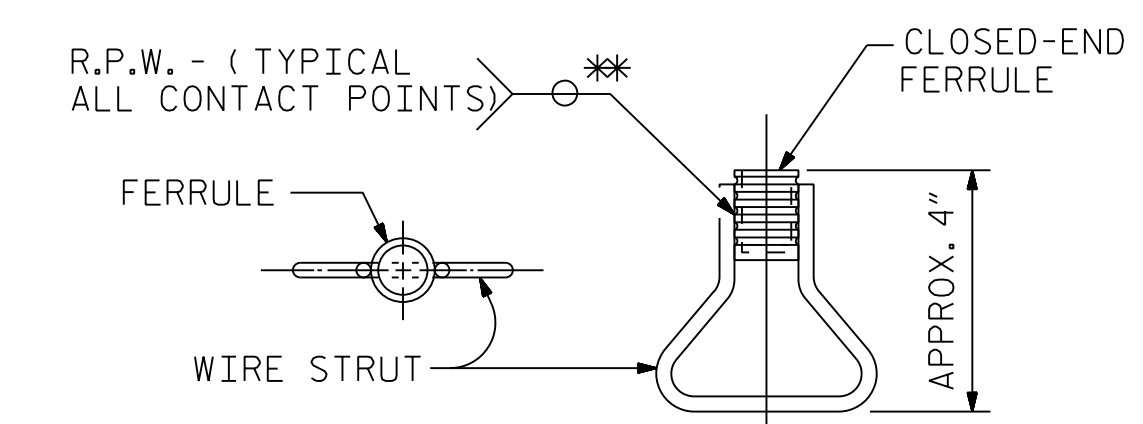 R.P.W. - ( TYPICAL
ALL CONTACT POINTS)
**
CLOSED-END
FERRULE
FERRULE
APPROX. 4"
WIRE STRUT